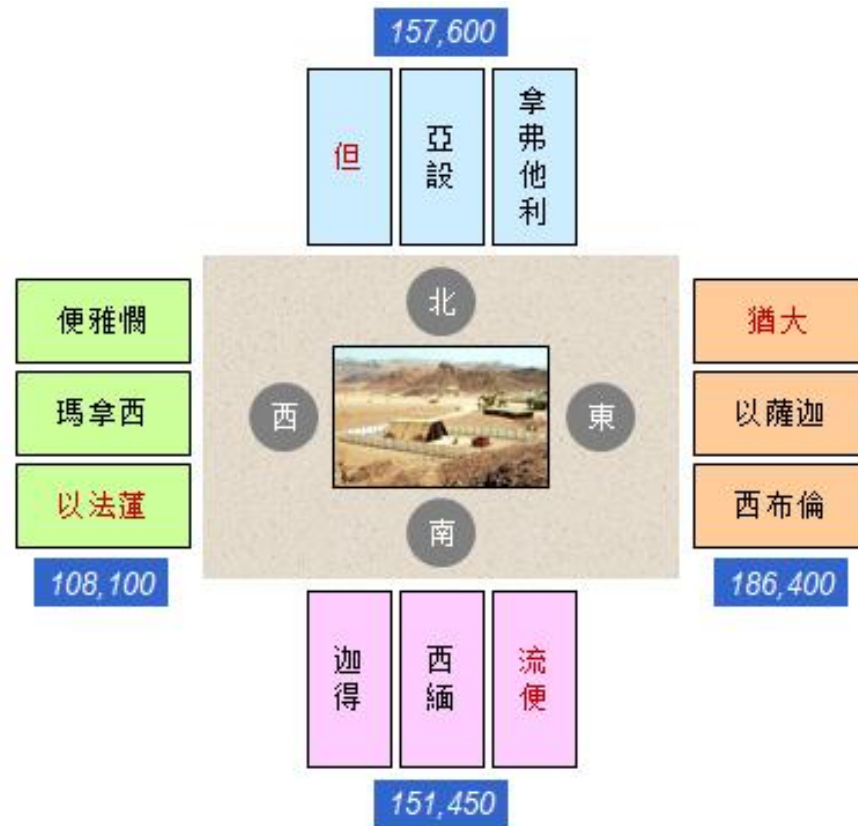 157,600
但
亞設
拿弗他利
北
便雅憫
猶大
瑪拿西
西
東
以薩迦
以法蓮
西布倫
南
108,100
186,400
迦得
西緬
流便
151,450